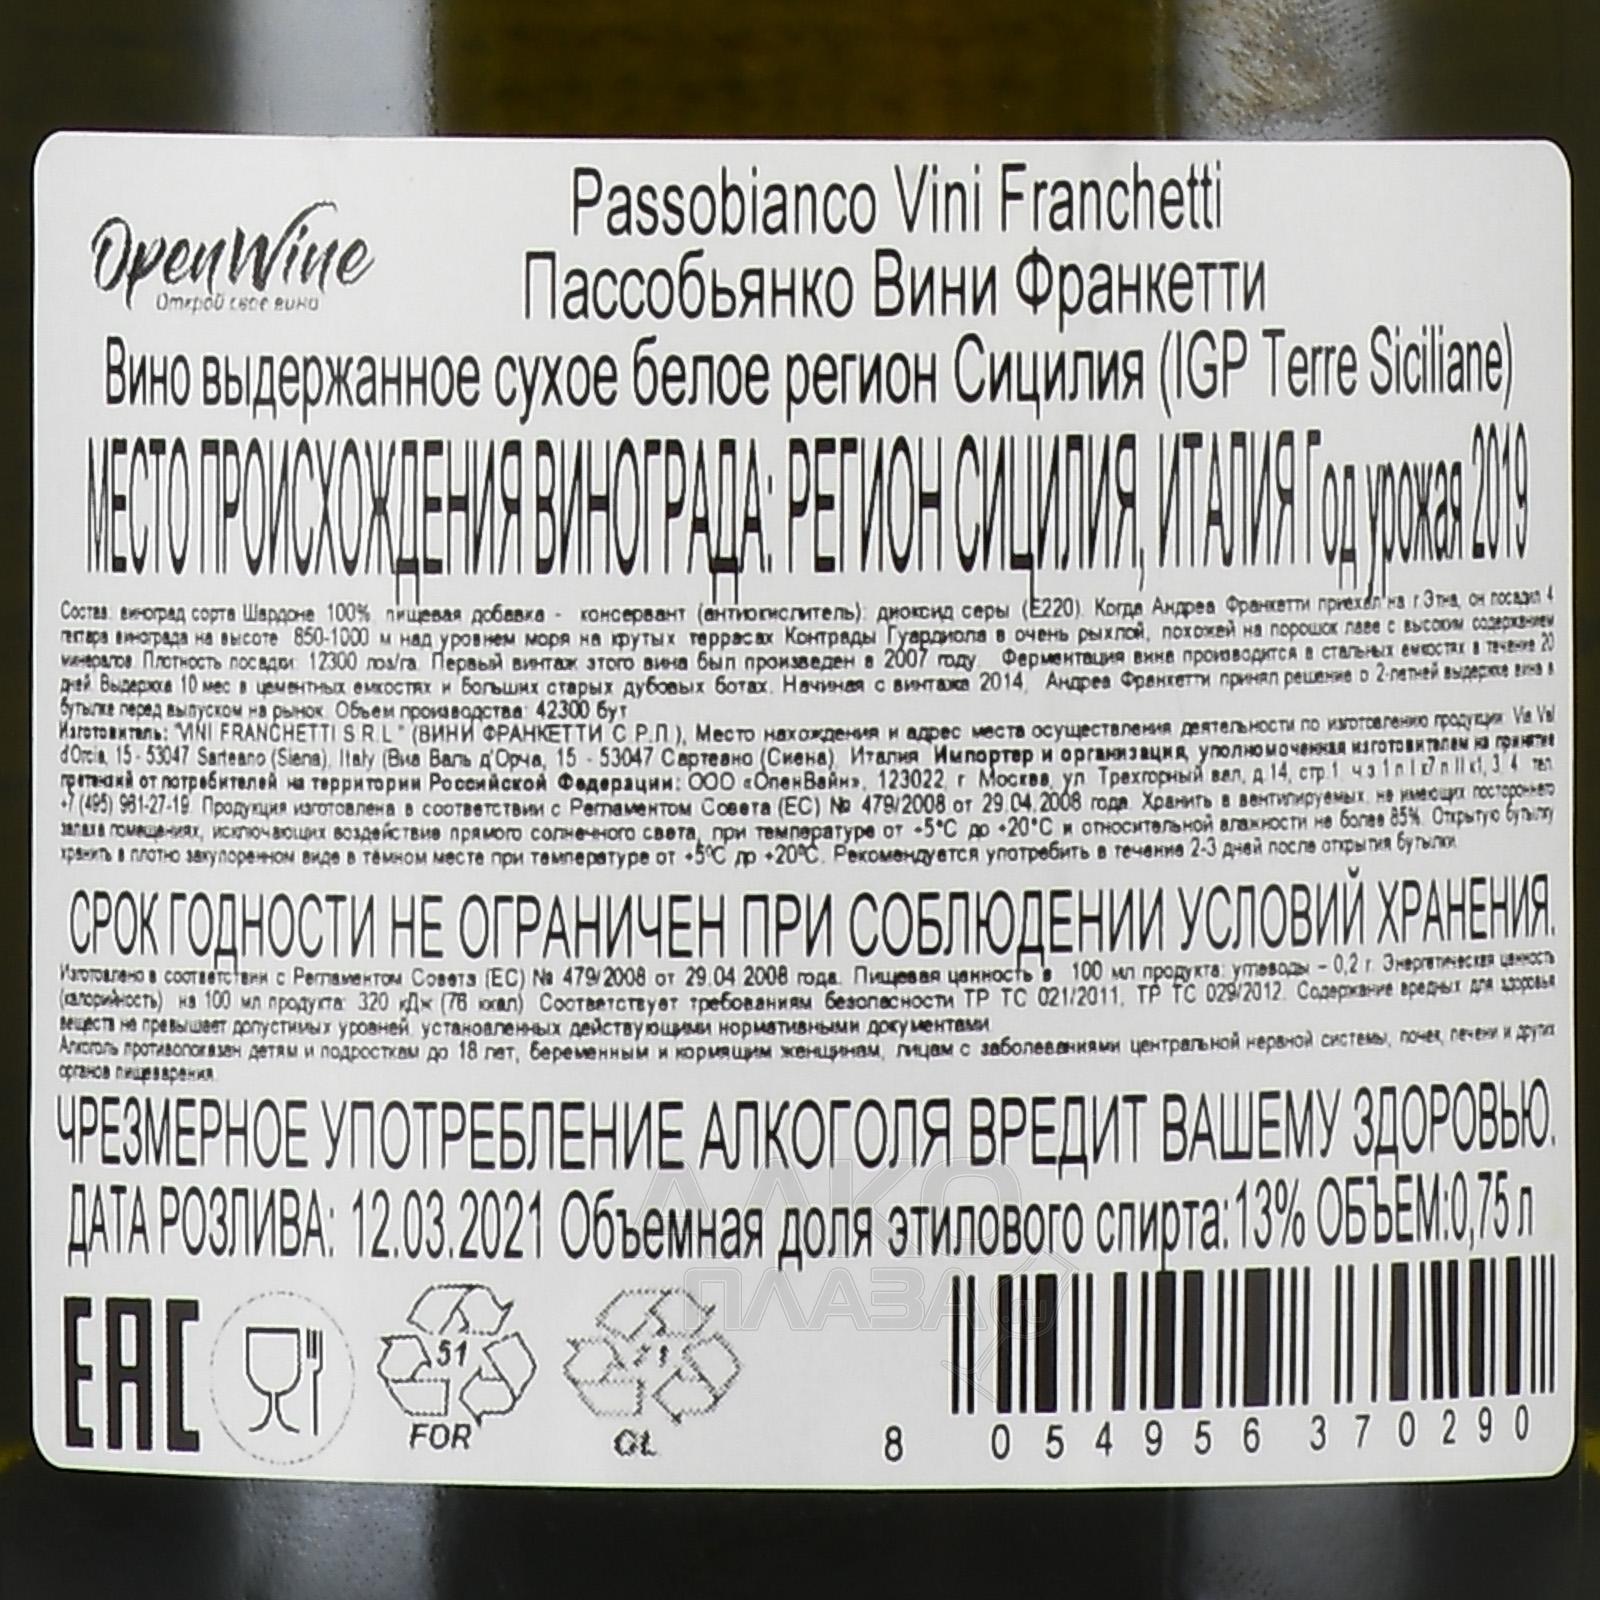 OpenWine
Открой свое вино
Passobianco Vini Franchetti
Пассобьянко Вини Франкетти
Вино выдержанное сухое белое регион Сицилия (IGP Terre Siciliane)
МЕСТО ПРОИСХОЖДЕНИЯ ВИНОГРАДА: РЕГИОН СИЦИЛИЯ, ИТАЛИЯ Год урожая 2019
Состав: виноград сорта Шардоне 100%, пищевая добавка - консервант (антиокислитель): диоксид серы (Е220). Когда Андреа Франкетти приехал на г.Этна, он посадил 4
гектара винограда на высоте 850-1000 м над уровнем моря на крутых террасах Контрады Гуардиола в очень рыхлой, похожей на порошок лаве с высоким содержанием
минералов. Плотность посадки: 12300 лоз/га. Первый винтаж этого вина был произведен в 2007 году. Ферментация вина производится в стальных емкостях в течение 20
дней. Выдержка 10 мес в цементных емкостях и больших старых дубовых ботах. Начиная с винтажа 2014, Андреа Франкетти принял решение о 2-летней выдержке вина в
бутылке перед выпуском на рынок. Объем производства: 42300 бут.
Изготовитель: "VINI FRANCHETTI S.R.L." (ВИНИ ФРАНКЕТТИ С.Р.Л.), Место нахождения и адрес места осуществления деятельности по изготовлению продукции: Via Val
d'Orcia, 15 - 53047 Sarteano (Siena), Italy (Виа Валь д'Орча, 15 - 53047 Сартеано (Сиена), Италия. Импортер и организация, уполномоченная изготовителем на принятие
претензий от потребителей на территории Российской Федерации: ООО «ОпенВайн», 123022, г. Москва, ул. Трехгорный вал, д.14, стр.1, ч.э 1 п I к7 п II к1, 3, 4 тел.
+7 (495) 981-27-19. Продукция изготовлена в соответствии с Регламентом Совета (ЕС) № 479/2008 от 29.04.2008 года. Хранить в вентилируемых, не имеющих постороннего
запаха помещениях, исключающих воздействие прямого солнечного света, при температуре от +5°С до +20°С и относительной влажности не более 85%. Открытую бутылку
хранить в плотно закупоренном виде в тёмном месте при температуре от +5°С до +20°С. Рекомендуется употребить в течение 2-3 дней после открытия бутылки.
СРОК ГОДНОСТИ НЕ ОГРАНИЧЕН ПРИ СОБЛЮДЕНИИ УСЛОВИЙ ХРАНЕНИЯ.
Изготовлено в соответствии с Регламентом Совета (ЕС) № 479/2008 от 29.04.2008 года. Пищевая ценность в 100 мл продукта: углеводы – 0,2 г. Энергетическая ценность
(калорийность) на 100 мл продукта: 320 кДж (76 ккал). Соответствует требованиям безопасности ТР ТС 021/2011, ТР ТС 029/2012. Содержание вредных для здоровья
веществ не превышает допустимых уровней, установленных действующими нормативными документами.
Алкоголь противопоказан детям и подросткам до 18 лет, беременным и кормящим женщинам, лицам с заболеваниями центральной нервной системы, почек, печени и других
органов пищеварения.
ЧРЕЗМЕРНОЕ УПОТРЕБЛЕНИЕ АЛКОГОЛЯ ВРЕДИТ ВАШЕМУ ЗДОРОВЬЮ.
ДАТА РОЗЛИВА: 12.03.2021 Объемная доля этилового спирта:13% ОБЪЕМ:0,75 л
АЛКО
ПЛАЗА
ru
EAC
51
FOR
71
GL
8 054956 370290